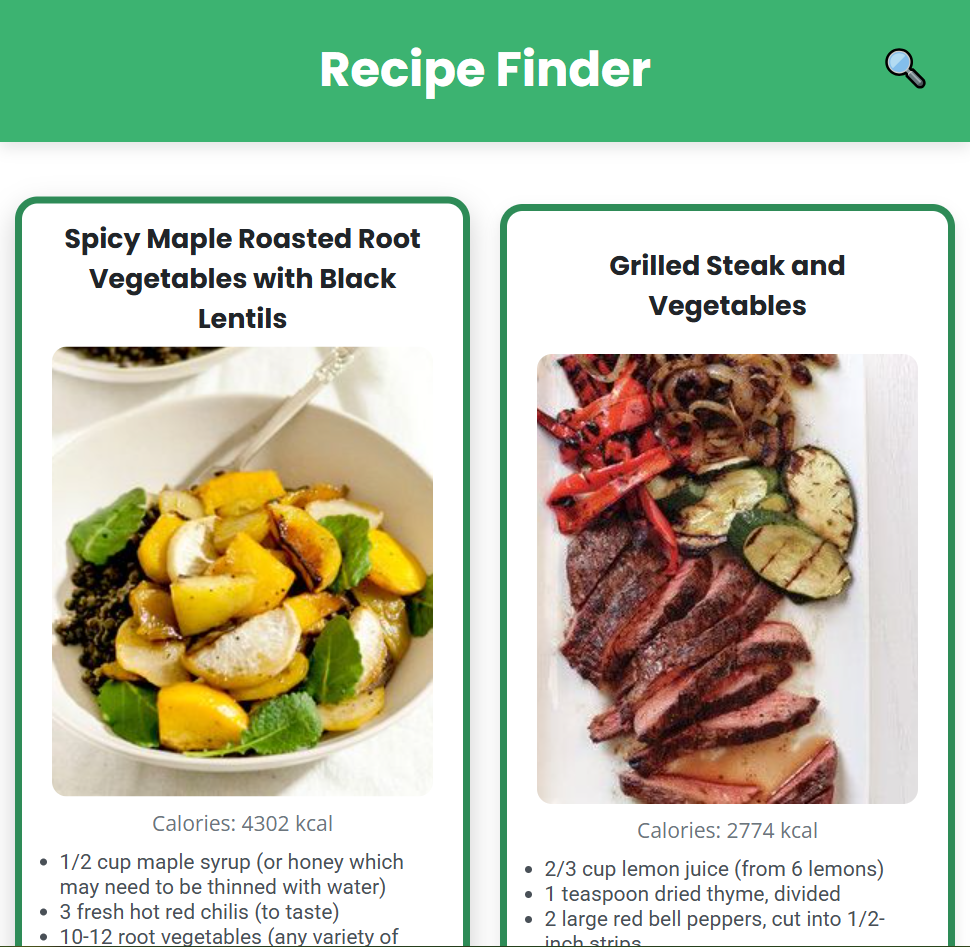 Recipe Finder
Spicy Maple Roasted Root
Vegetables with Black
Lentils
Calories: 4302 kcal
1/2 cup maple syrup (or honey which
may need to be thinned with water)
3 fresh hot red chilis (to taste)
10-12 root vegetables (any variety of
Grilled Steak and
Vegetables
Calories: 2774 kcal
2/3 cup lemon juice (from 6 lemons)
1 teaspoon dried thyme, divided
2 large red bell peppers, cut into 1/2-
inch strips